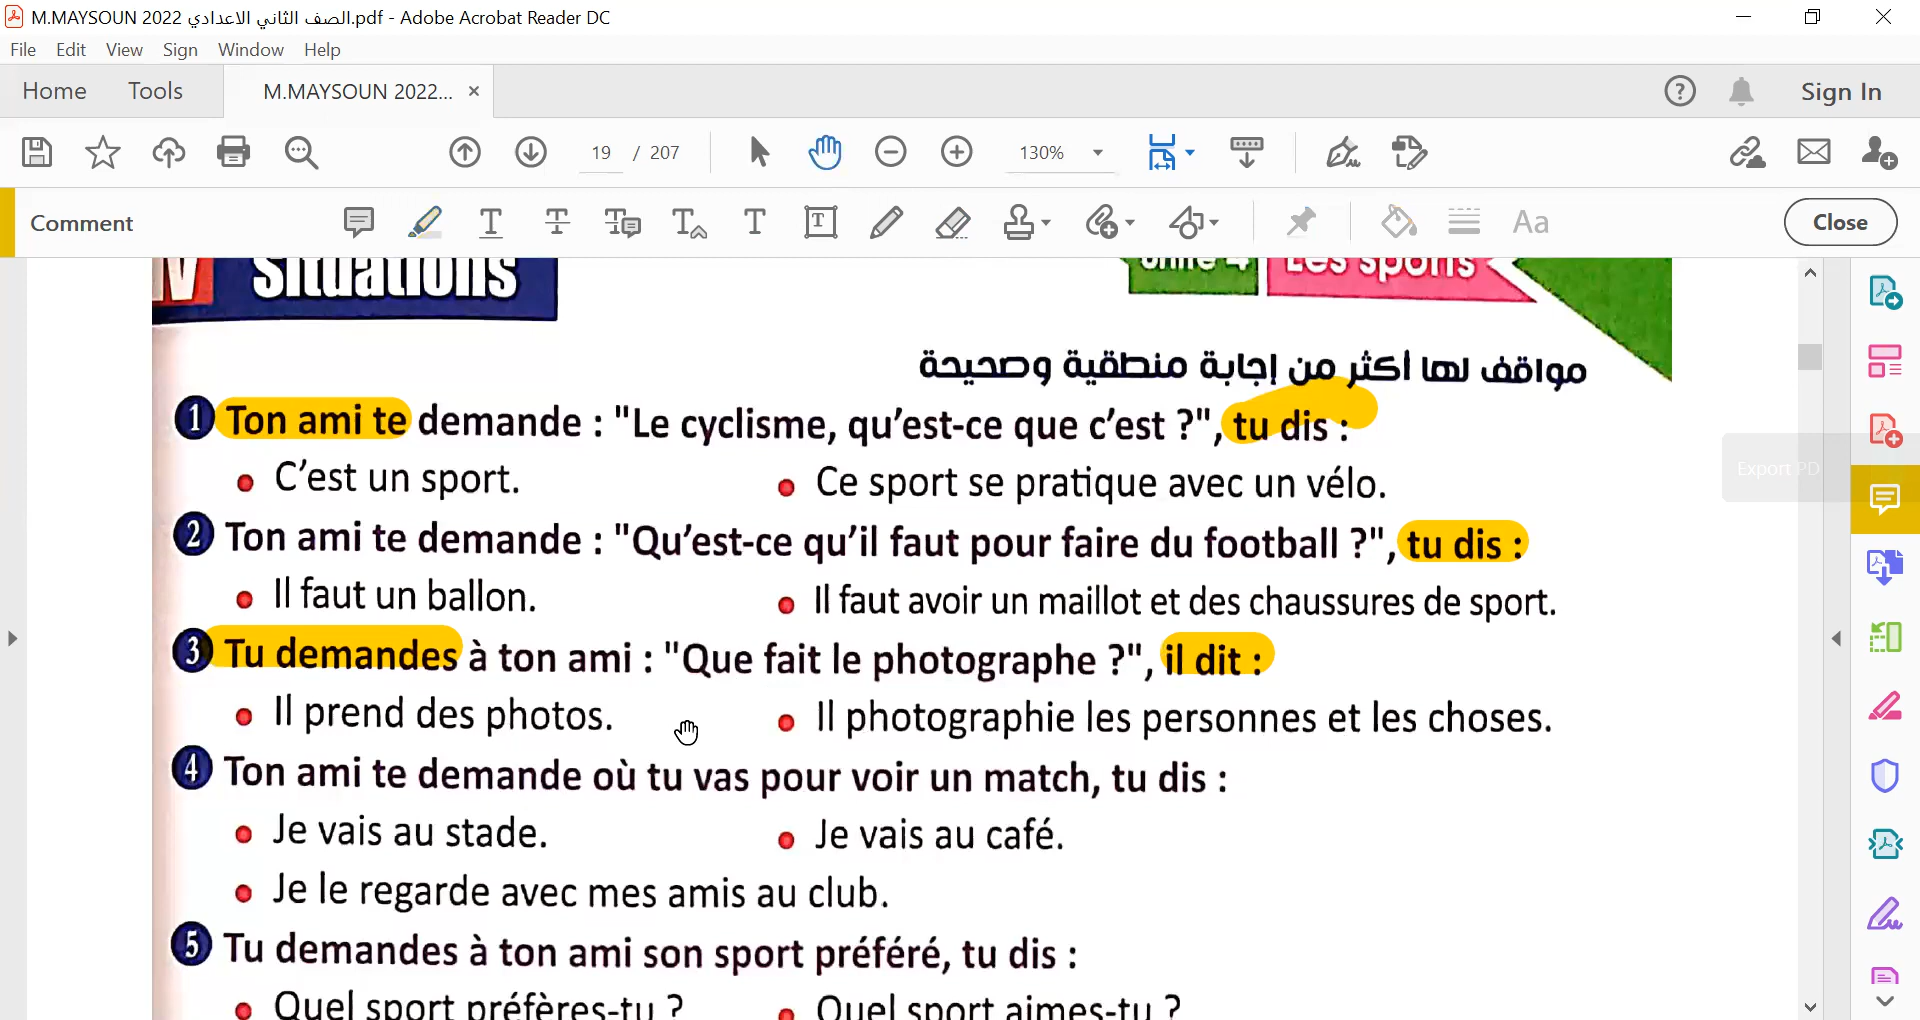 M.MAYSOUN 2022 الصف الثاني الاعدادي.pdf - Adobe Acrobat Reader DC
File Edit View Sign Window Help
Home Tools M.MAYSOUN 2022... × Sign In
19 / 207 130%
Comment Aa Close
IV Situations Unité 4 Les sports
مواقف لها أكثر من إجابة منطقية وصحيحة
1 Ton ami te demande : "Le cyclisme, qu'est-ce que c'est ?", tu dis :
• C'est un sport. • Ce sport se pratique avec un vélo.
Export PD
2 Ton ami te demande : "Qu'est-ce qu'il faut pour faire du football ?", tu dis :
• Il faut un ballon. • Il faut avoir un maillot et des chaussures de sport.
3 Tu demandes à ton ami : "Que fait le photographe ?", il dit :
• Il prend des photos. • Il photographie les personnes et les choses.
4 Ton ami te demande où tu vas pour voir un match, tu dis :
• Je vais au stade. • Je vais au café.
• Je le regarde avec mes amis au club.
5 Tu demandes à ton ami son sport préféré, tu dis :
• Quel sport préfères-tu ? • Quel sport aimes-tu ?